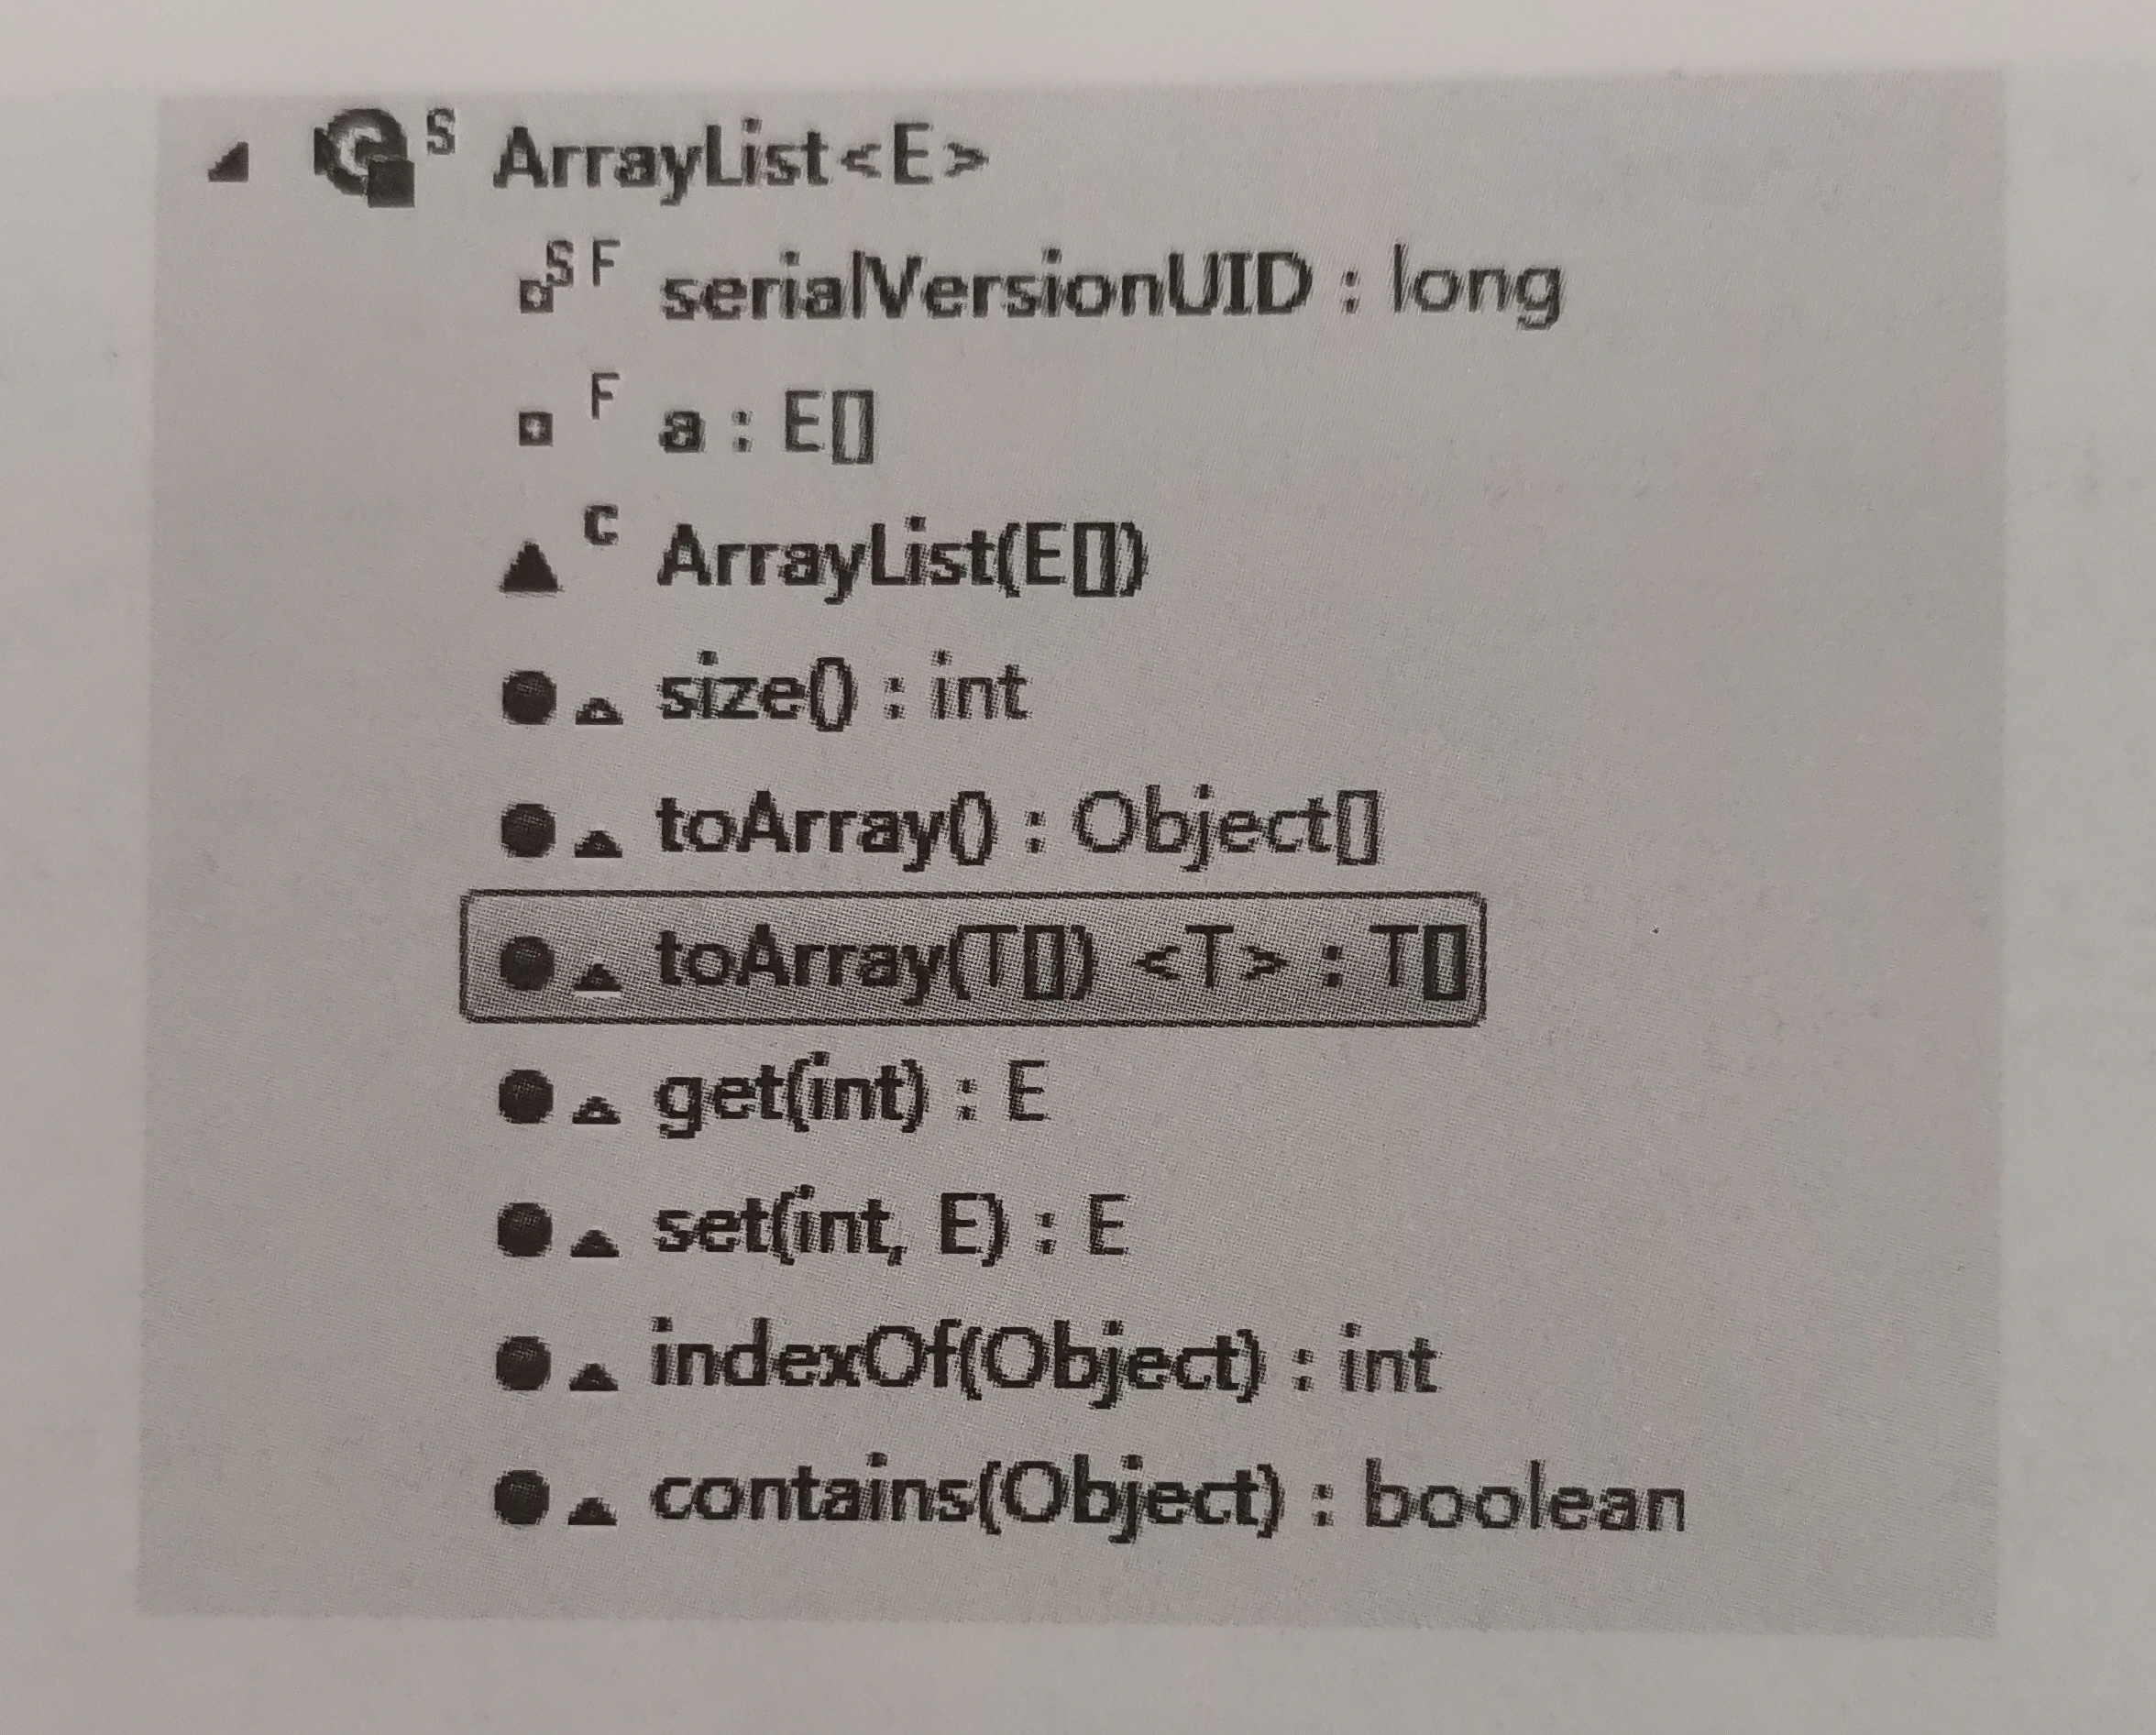 S ArrayList<E>
S F serialVersionUID : long
F a : E[]
C ArrayList(E[])
size() : int
toArray() : Object[]
toArray(T[]) <T> : T[]
get(int) : E
set(int, E) : E
indexOf(Object) : int
contains(Object) : boolean